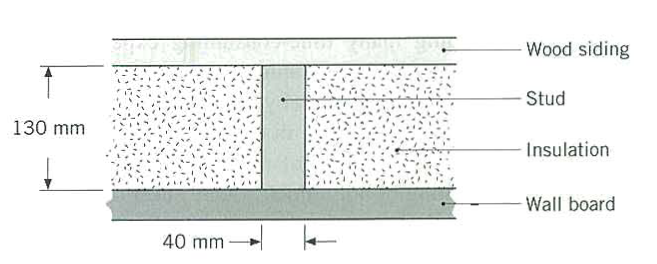 Wood siding
Stud
130 mm
Insulation
Wall board
40 mm